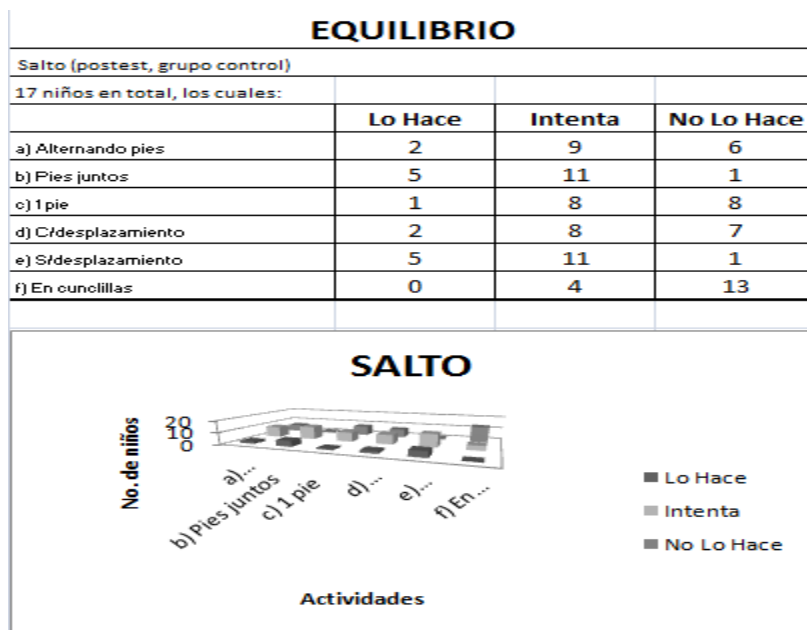 EQUILIBRIO
Salto (postest, grupo control)
17 niños en total, los cuales:
Lo Hace Intenta No Lo Hace
a) Alternando pies 2 9 6
b) Pies juntos 5 11 1
c) 1 pie 1 8 8
d) C/desplazamiento 2 8 7
e) S/desplazamiento 5 11 1
f) En cunclillas 0 4 13
SALTO
No. de niños
20
10
0
a)...
b) Pies juntos
c) 1 pie
d)...
e)...
f) En...
Lo Hace
Intenta
No Lo Hace
Actividades